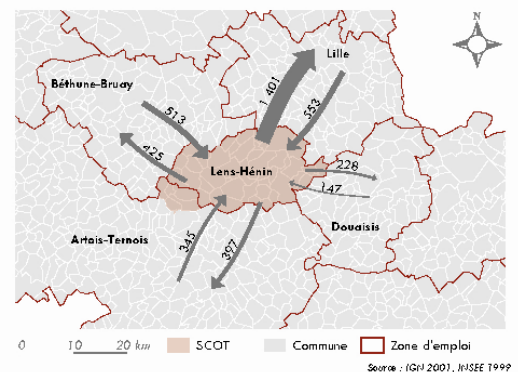 N
Lille
Béthune-Bruay
1 401
553
513
425
Lens-Hénin
228
147
Artois-Ternois
Douaisis
345
397
0 10 20 km SCOT Commune Zone d'emploi
Source : IGN 2001, INSEE 1999